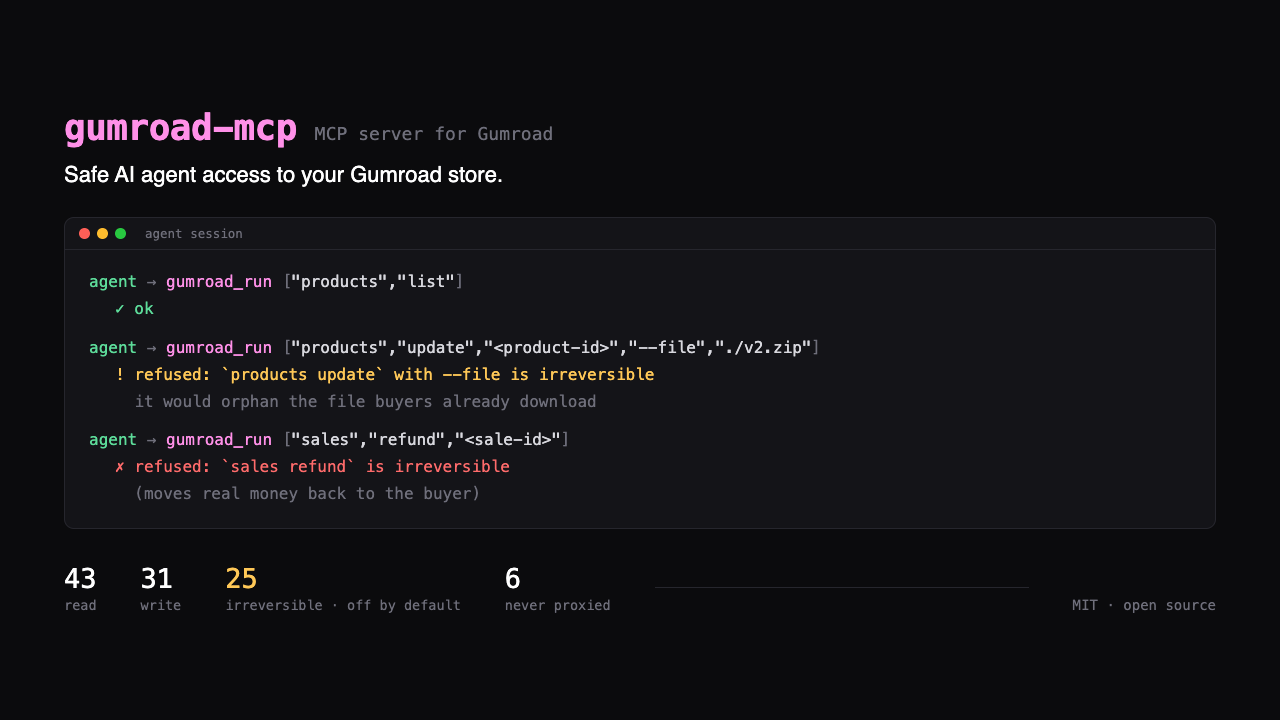 gumroad-mcp MCP server for Gumroad
Safe AI agent access to your Gumroad store.
agent session
agent → gumroad_run ["products","list"]
✓ ok
agent → gumroad_run ["products","update","<product-id>","--file","./v2.zip"]
! refused: `products update` with --file is irreversible
it would orphan the file buyers already download
agent → gumroad_run ["sales","refund","<sale-id>"]
✗ refused: `sales refund` is irreversible
(moves real money back to the buyer)
43 31 25 6
read write irreversible · off by default never proxied MIT · open source